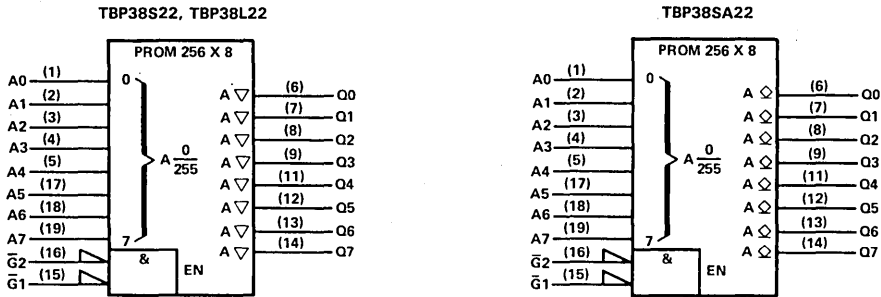 TBP38S22, TBP38L22
PROM 256 X 8
A0 (1)
A1 (2)
A2 (3)
A3 (4)
A4 (5)
A5 (17)
A6 (18)
A7 (19)
G̅2 (16)
G̅1 (15)
0
7
A 0/255
&
EN
A ▽ (6) Q0
A ▽ (7) Q1
A ▽ (8) Q2
A ▽ (9) Q3
A ▽ (11) Q4
A ▽ (12) Q5
A ▽ (13) Q6
A ▽ (14) Q7
TBP38SA22
PROM 256 X 8
A0 (1)
A1 (2)
A2 (3)
A3 (4)
A4 (5)
A5 (17)
A6 (18)
A7 (19)
G̅2 (16)
G̅1 (15)
0
7
A 0/255
&
EN
A ⎐ (6) Q0
A ⎐ (7) Q1
A ⎐ (8) Q2
A ⎐ (9) Q3
A ⎐ (11) Q4
A ⎐ (12) Q5
A ⎐ (13) Q6
A ⎐ (14) Q7